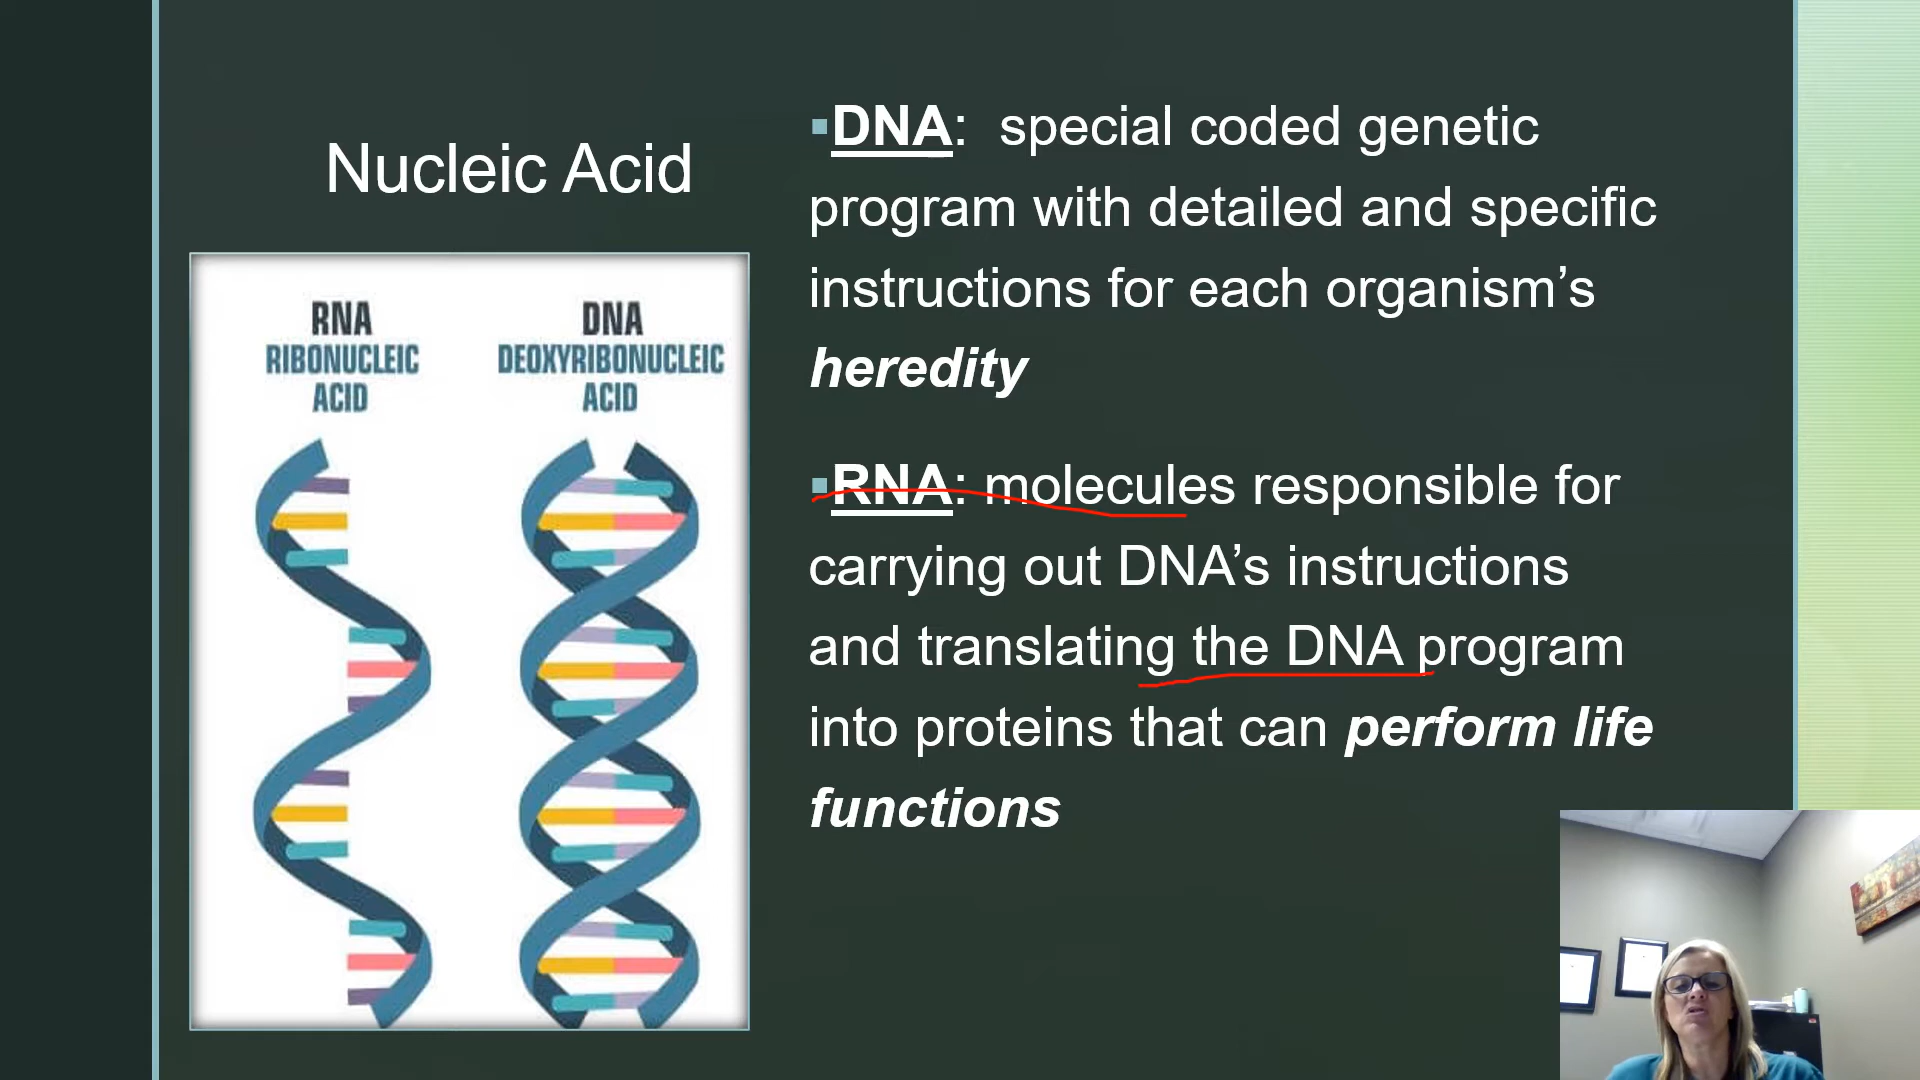 Nucleic Acid
RNA
RIBONUCLEIC
ACID
DNA
DEOXYRIBONUCLEIC
ACID
▪DNA:  special coded genetic
program with detailed and specific
instructions for each organism’s
heredity
▪RNA: molecules responsible for
carrying out DNA’s instructions
and translating the DNA program
into proteins that can perform life
functions